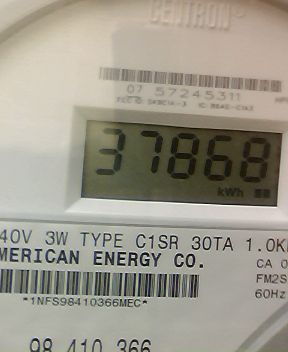 CENTRON
07 57245311
37868
kWh
40V 3W TYPE C1SR 30TA 1.0K
MERICAN ENERGY CO.
CA 0
FM2S
60Hz
*1NFS98410366MEC*
98 410 366